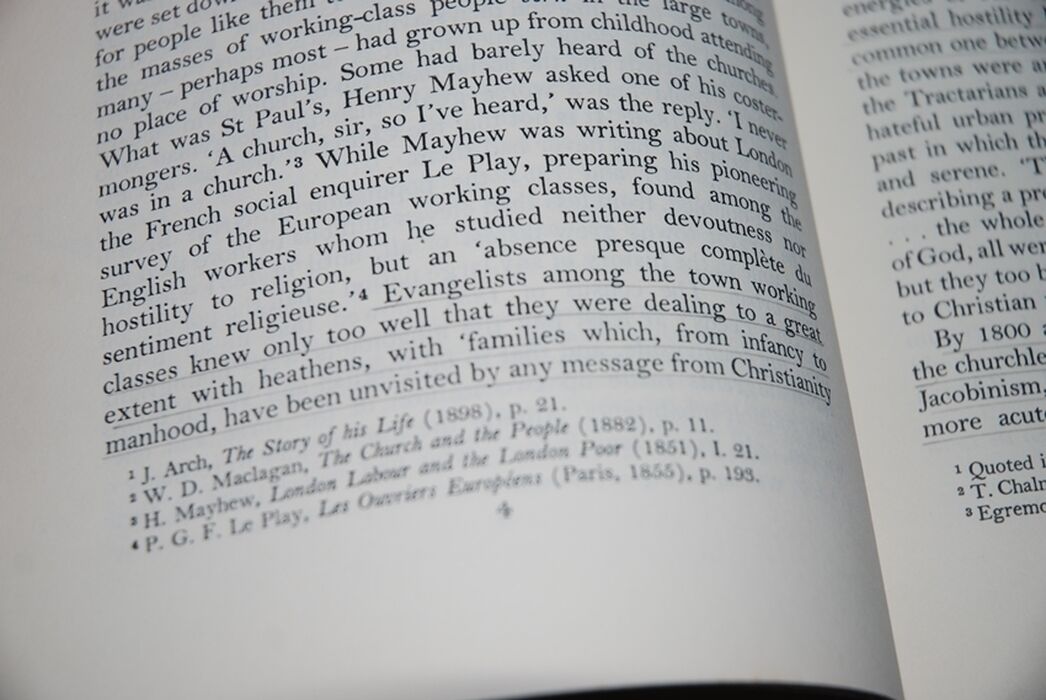 it was
were set down
for people like them to
the masses of working-class people in the large towns,
many – perhaps most – had grown up from childhood attending
no place of worship. Some had barely heard of the churches.
What was St Paul's, Henry Mayhew asked one of his coster-
mongers. 'A church, sir, so I've heard,' was the reply. 'I never
was in a church.'³ While Mayhew was writing about London
the French social enquirer Le Play, preparing his pioneering
survey of the European working classes, found among the
English workers whom he studied neither devoutness nor
hostility to religion, but an 'absence presque complète du
sentiment religieuse.'⁴ Evangelists among the town working
classes knew only too well that they were dealing to a great
extent with heathens, with 'families which, from infancy to
manhood, have been unvisited by any message from Christianity
¹ J. Arch, The Story of his Life (1898), p. 21.
² W. D. Maclagan, The Church and the People (1882), p. 11.
³ H. Mayhew, London Labour and the London Poor (1851), I. 21.
⁴ P. G. F. Le Play, Les Ouvriers Européens (Paris, 1855), p. 193.
4
energies
essential hostility
common one betw
the towns were a
the Tractarians a
hateful urban pr
past in which th
and serene. 'T
describing a pre
. . . the whole
of God, all wer
but they too b
to Christian
By 1800
the churchle
Jacobinism,
more acut
¹ Quoted i
² T. Chaln
³ Egremo